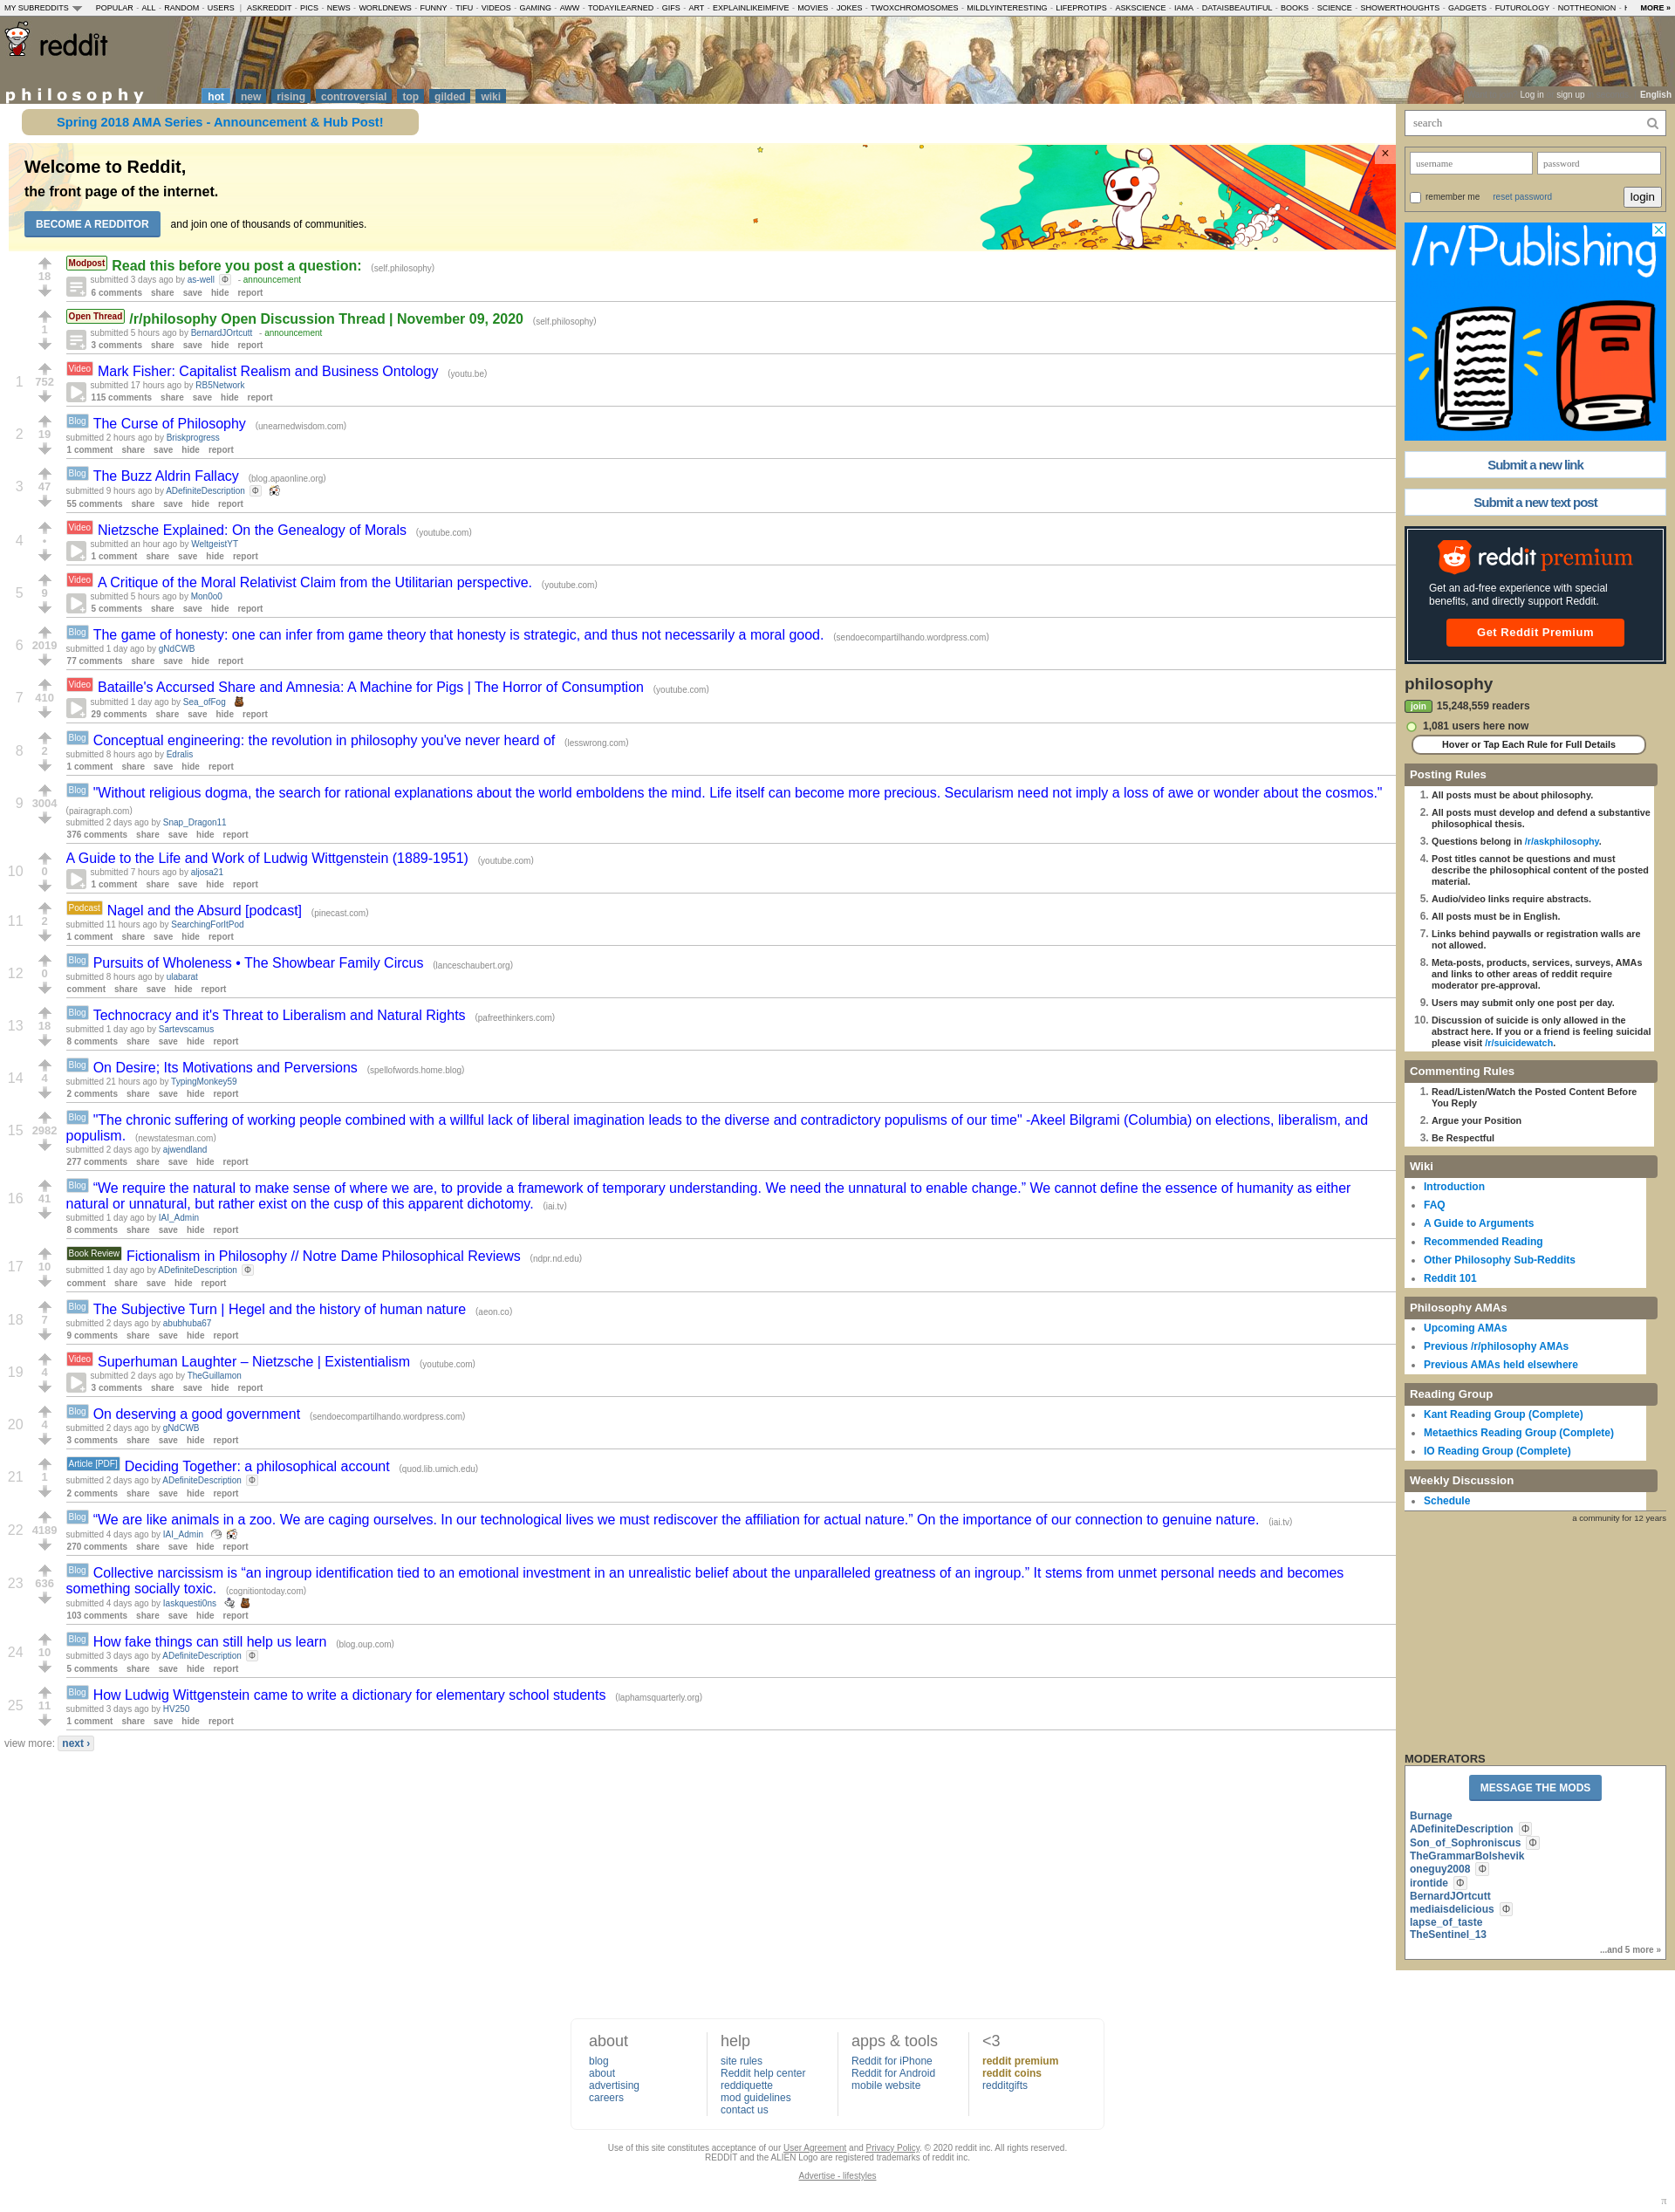 MY SUBREDDITS POPULAR - ALL - RANDOM - USERS | ASKREDDIT - PICS - NEWS - WORLDNEWS - FUNNY - TIFU - VIDEOS - GAMING - AWW - TODAYILEARNED - GIFS - ART - EXPLAINLIKEIMFIVE - MOVIES - JOKES - TWOXCHROMOSOMES - MILDLYINTERESTING - LIFEPROTIPS - ASKSCIENCE - IAMA - DATAISBEAUTIFUL - BOOKS - SCIENCE - SHOWERTHOUGHTS - GADGETS - FUTUROLOGY - NOTTHEONION - MORE »
reddit
philosophy hot new rising controversial top gilded wiki
Log in sign up English
Spring 2018 AMA Series - Announcement & Hub Post!
Welcome to Reddit,
the front page of the internet.
BECOME A REDDITOR and join one of thousands of communities.
×
18
Modpost Read this before you post a question: (self.philosophy)
submitted 3 days ago by as-well Φ - announcement
6 comments share save hide report
1
Open Thread /r/philosophy Open Discussion Thread | November 09, 2020 (self.philosophy)
submitted 5 hours ago by BernardJOrtcutt - announcement
3 comments share save hide report
1 752
Video Mark Fisher: Capitalist Realism and Business Ontology (youtu.be)
submitted 17 hours ago by RB5Network
115 comments share save hide report
2 19
Blog The Curse of Philosophy (unearnedwisdom.com)
submitted 2 hours ago by Briskprogress
1 comment share save hide report
3 47
Blog The Buzz Aldrin Fallacy (blog.apaonline.org)
submitted 9 hours ago by ADefiniteDescription Φ
55 comments share save hide report
4 •
Video Nietzsche Explained: On the Genealogy of Morals (youtube.com)
submitted an hour ago by WeltgeistYT
1 comment share save hide report
5 9
Video A Critique of the Moral Relativist Claim from the Utilitarian perspective. (youtube.com)
submitted 5 hours ago by Mon0o0
5 comments share save hide report
6 2019
Blog The game of honesty: one can infer from game theory that honesty is strategic, and thus not necessarily a moral good. (sendoecompartilhando.wordpress.com)
submitted 1 day ago by gNdCWB
77 comments share save hide report
7 410
Video Bataille's Accursed Share and Amnesia: A Machine for Pigs | The Horror of Consumption (youtube.com)
submitted 1 day ago by Sea_ofFog
29 comments share save hide report
8 2
Blog Conceptual engineering: the revolution in philosophy you've never heard of (lesswrong.com)
submitted 8 hours ago by Edralis
1 comment share save hide report
9 3004
Blog "Without religious dogma, the search for rational explanations about the world emboldens the mind. Life itself can become more precious. Secularism need not imply a loss of awe or wonder about the cosmos."
(pairagraph.com)
submitted 2 days ago by Snap_Dragon11
376 comments share save hide report
10 0
A Guide to the Life and Work of Ludwig Wittgenstein (1889-1951) (youtube.com)
submitted 7 hours ago by aljosa21
1 comment share save hide report
11 2
Podcast Nagel and the Absurd [podcast] (pinecast.com)
submitted 11 hours ago by SearchingForItPod
1 comment share save hide report
12 0
Blog Pursuits of Wholeness • The Showbear Family Circus (lanceschaubert.org)
submitted 8 hours ago by ulabarat
comment share save hide report
13 18
Blog Technocracy and it's Threat to Liberalism and Natural Rights (pafreethinkers.com)
submitted 1 day ago by Sartevscamus
8 comments share save hide report
14 4
Blog On Desire; Its Motivations and Perversions (spellofwords.home.blog)
submitted 21 hours ago by TypingMonkey59
2 comments share save hide report
15 2982
Blog "The chronic suffering of working people combined with a willful lack of liberal imagination leads to the diverse and contradictory populisms of our time" -Akeel Bilgrami (Columbia) on elections, liberalism, and
populism. (newstatesman.com)
submitted 2 days ago by ajwendland
277 comments share save hide report
16 41
Blog “We require the natural to make sense of where we are, to provide a framework of temporary understanding. We need the unnatural to enable change.” We cannot define the essence of humanity as either
natural or unnatural, but rather exist on the cusp of this apparent dichotomy. (iai.tv)
submitted 1 day ago by IAI_Admin
8 comments share save hide report
17 10
Book Review Fictionalism in Philosophy // Notre Dame Philosophical Reviews (ndpr.nd.edu)
submitted 1 day ago by ADefiniteDescription Φ
comment share save hide report
18 7
Blog The Subjective Turn | Hegel and the history of human nature (aeon.co)
submitted 2 days ago by abubhuba67
9 comments share save hide report
19 4
Video Superhuman Laughter – Nietzsche | Existentialism (youtube.com)
submitted 2 days ago by TheGuillamon
3 comments share save hide report
20 4
Blog On deserving a good government (sendoecompartilhando.wordpress.com)
submitted 2 days ago by gNdCWB
3 comments share save hide report
21 1
Article [PDF] Deciding Together: a philosophical account (quod.lib.umich.edu)
submitted 2 days ago by ADefiniteDescription Φ
2 comments share save hide report
22 4189
Blog “We are like animals in a zoo. We are caging ourselves. In our technological lives we must rediscover the affiliation for actual nature.” On the importance of our connection to genuine nature. (iai.tv)
submitted 4 days ago by IAI_Admin
270 comments share save hide report
23 636
Blog Collective narcissism is “an ingroup identification tied to an emotional investment in an unrealistic belief about the unparalleled greatness of an ingroup.” It stems from unmet personal needs and becomes
something socially toxic. (cognitiontoday.com)
submitted 4 days ago by Iaskquesti0ns
103 comments share save hide report
24 10
Blog How fake things can still help us learn (blog.oup.com)
submitted 3 days ago by ADefiniteDescription Φ
5 comments share save hide report
25 11
Blog How Ludwig Wittgenstein came to write a dictionary for elementary school students (laphamsquarterly.org)
submitted 3 days ago by HV250
1 comment share save hide report
view more: next ›
search
username password
remember me reset password login
/r/Publishing
Submit a new link
Submit a new text post
reddit premium
Get an ad-free experience with special
benefits, and directly support Reddit.
Get Reddit Premium
philosophy
join 15,248,559 readers
1,081 users here now
Hover or Tap Each Rule for Full Details
Posting Rules
1. All posts must be about philosophy.
2. All posts must develop and defend a substantive
philosophical thesis.
3. Questions belong in /r/askphilosophy.
4. Post titles cannot be questions and must
describe the philosophical content of the posted
material.
5. Audio/video links require abstracts.
6. All posts must be in English.
7. Links behind paywalls or registration walls are
not allowed.
8. Meta-posts, products, services, surveys, AMAs
and links to other areas of reddit require
moderator pre-approval.
9. Users may submit only one post per day.
10. Discussion of suicide is only allowed in the
abstract here. If you or a friend is feeling suicidal
please visit /r/suicidewatch.
Commenting Rules
1. Read/Listen/Watch the Posted Content Before
You Reply
2. Argue your Position
3. Be Respectful
Wiki
• Introduction
• FAQ
• A Guide to Arguments
• Recommended Reading
• Other Philosophy Sub-Reddits
• Reddit 101
Philosophy AMAs
• Upcoming AMAs
• Previous /r/philosophy AMAs
• Previous AMAs held elsewhere
Reading Group
• Kant Reading Group (Complete)
• Metaethics Reading Group (Complete)
• IO Reading Group (Complete)
Weekly Discussion
• Schedule
a community for 12 years
MODERATORS
MESSAGE THE MODS
Burnage
ADefiniteDescription Φ
Son_of_Sophroniscus Φ
TheGrammarBolshevik
oneguy2008 Φ
irontide Φ
BernardJOrtcutt
mediaisdelicious Φ
lapse_of_taste
TheSentinel_13
...and 5 more »
about
blog
about
advertising
careers
help
site rules
Reddit help center
reddiquette
mod guidelines
contact us
apps & tools
Reddit for iPhone
Reddit for Android
mobile website
<3
reddit premium
reddit coins
redditgifts
Use of this site constitutes acceptance of our User Agreement and Privacy Policy. © 2020 reddit inc. All rights reserved.
REDDIT and the ALIEN Logo are registered trademarks of reddit inc.
Advertise - lifestyles
π